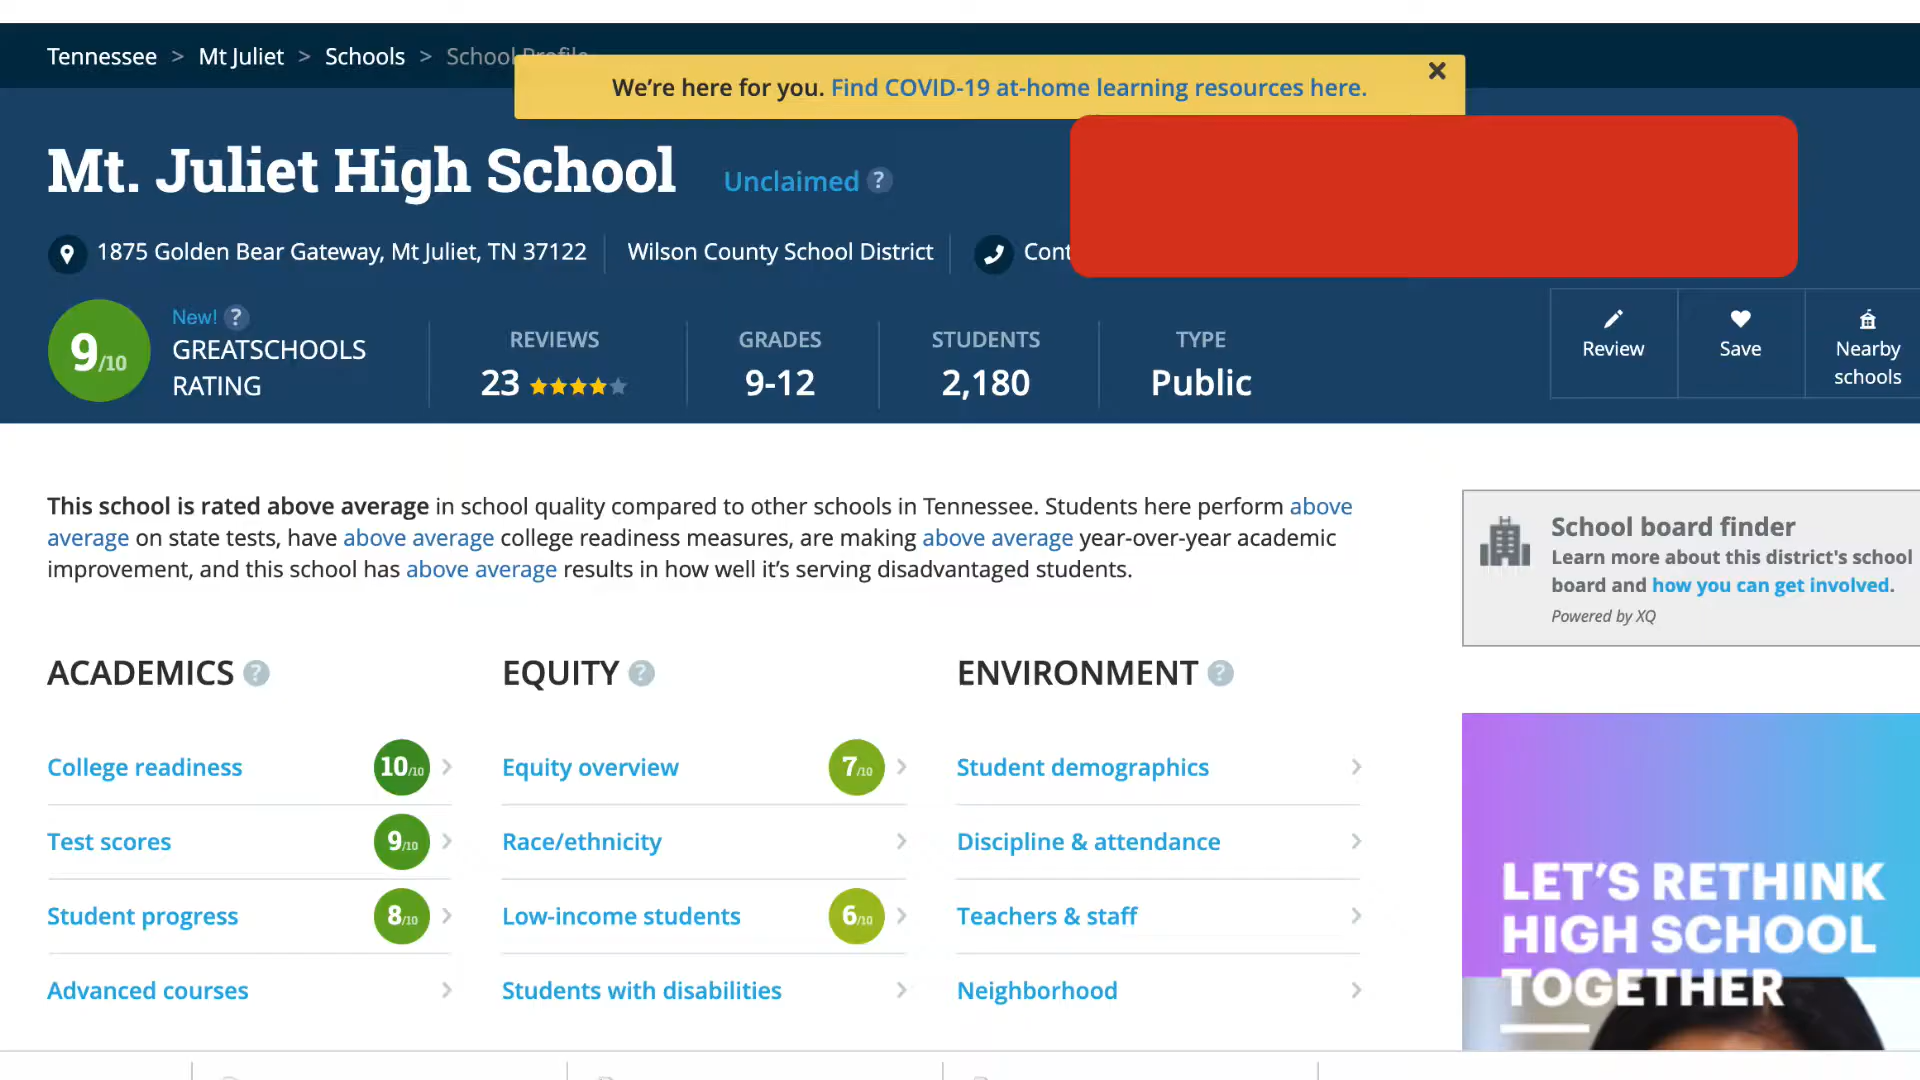 Tennessee > Mt Juliet > Schools > School Profile
We're here for you. Find COVID-19 at-home learning resources here.
Mt. Juliet High School
Unclaimed ?
1875 Golden Bear Gateway, Mt Juliet, TN 37122
Wilson County School District
Cont
9/10
New! ?
GREATSCHOOLS
RATING
REVIEWS
23
GRADES
9-12
STUDENTS
2,180
TYPE
Public
Review
Save
Nearby
schools
This school is rated above average in school quality compared to other schools in Tennessee. Students here perform above
average on state tests, have above average college readiness measures, are making above average year-over-year academic
improvement, and this school has above average results in how well it's serving disadvantaged students.
School board finder
Learn more about this district's school
board and how you can get involved.
Powered by XQ
ACADEMICS ?
College readiness 10/10
Test scores 9/10
Student progress 8/10
Advanced courses
EQUITY ?
Equity overview 7/10
Race/ethnicity
Low-income students 6/10
Students with disabilities
ENVIRONMENT ?
Student demographics
Discipline & attendance
Teachers & staff
Neighborhood
LET'S RETHINK
HIGH SCHOOL
TOGETHER